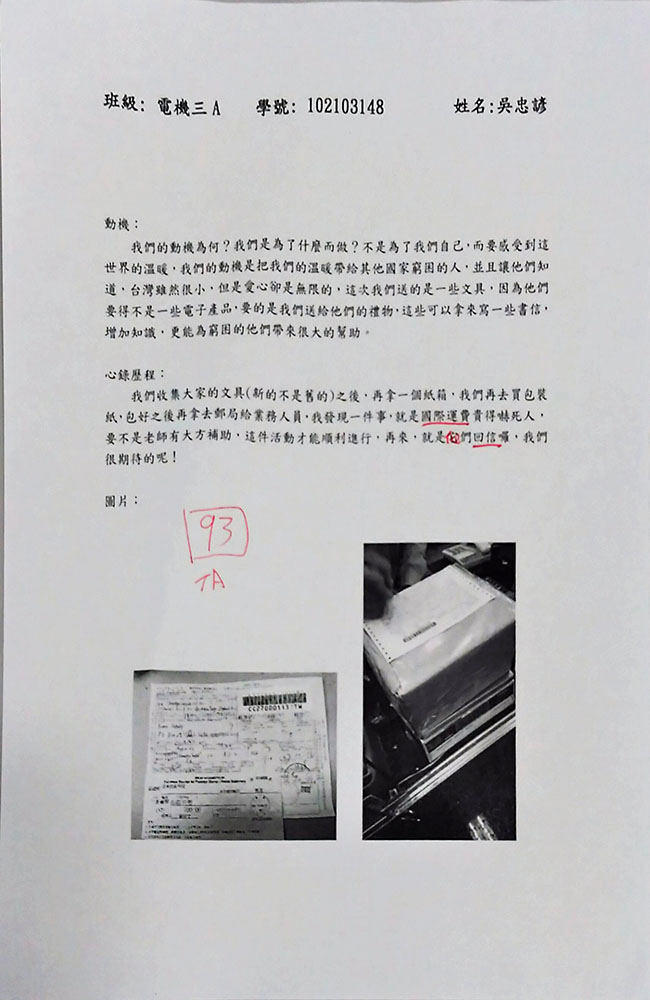 班級: 電機三A 學號: 102103148 姓名:吳忠諺
動機：
我們的動機為何？我們是為了什麼而做？不是為了我們自己，而要感受到這
世界的溫暖，我們的動機是把我們的溫暖帶給其他國家窮困的人，並且讓他們知
道，台灣雖然很小，但是愛心卻是無限的，這次我們送的是一些文具，因為他們
要得不是一些電子產品，要的是我們送給他們的禮物，這些可以拿來寫一些書信，
增加知識，更能為窮困的他們帶來很大的幫助。
心錄歷程：
我們收集大家的文具(新的不是舊的)之後，再拿一個紙箱，我們再去買包裝
紙，包好之後再拿去郵局給業務人員，我發現一件事，就是國際運費貴得嚇死人，
要不是老師有大方補助，這件活動才能順利進行，再來，就是他們回信囉，我們
很期待的呢！
圖片：
93
TA